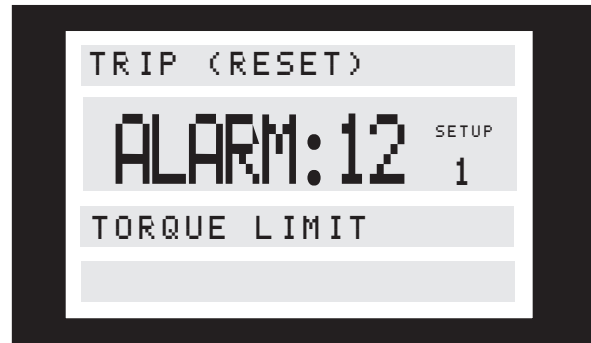 TRIP (RESET)
ALARM:12
SETUP
1
TORQUE LIMIT